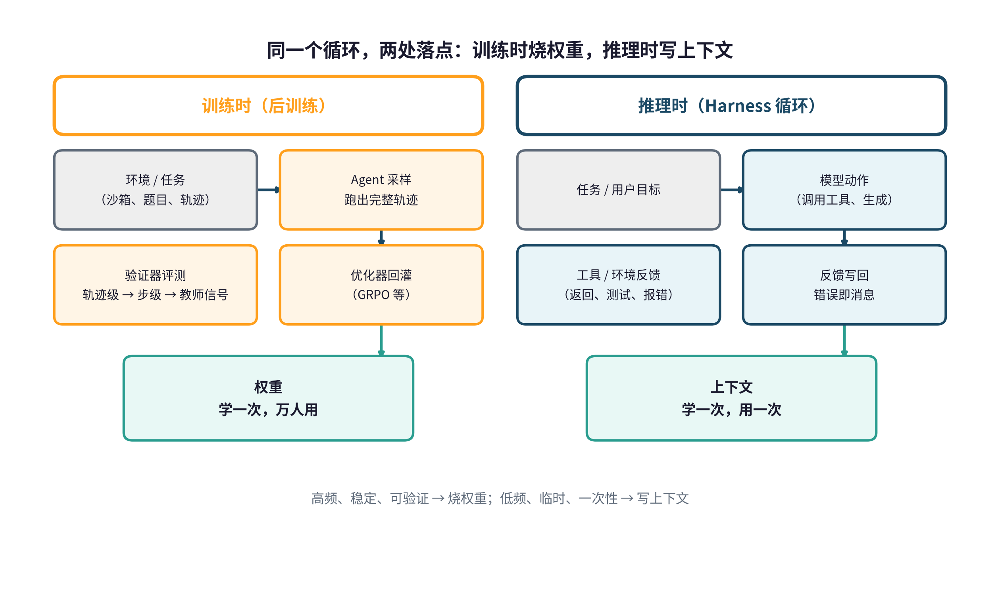 同一个循环，两处落点：训练时烧权重，推理时写上下文
训练时（后训练）
推理时（Harness 循环）
环境 / 任务
（沙箱、题目、轨迹）
Agent 采样
跑出完整轨迹
任务 / 用户目标
模型动作
（调用工具、生成）
验证器评测
轨迹级 → 步级 → 教师信号
优化器回灌
（GRPO 等）
工具 / 环境反馈
（返回、测试、报错）
反馈写回
错误即消息
权重
学一次，万人用
上下文
学一次，用一次
高频、稳定、可验证 → 烧权重；低频、临时、一次性 → 写上下文